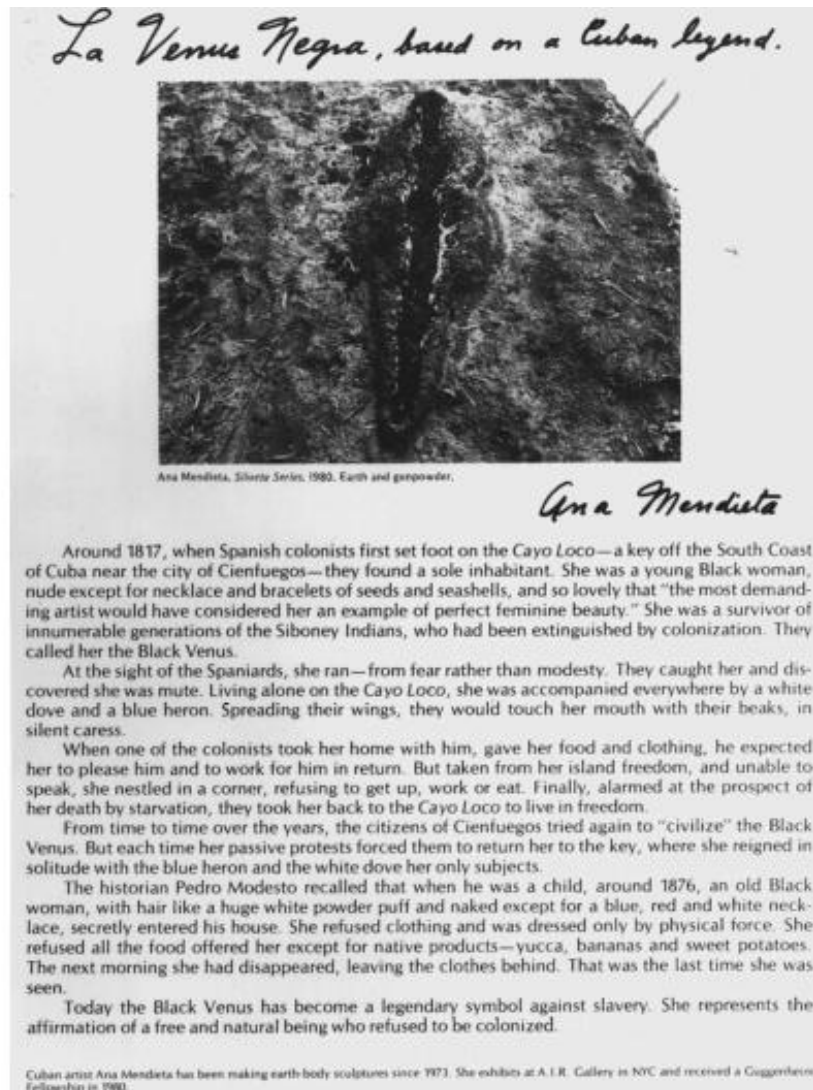 La Venus Negra, based on a Cuban legend.
Ana Mendieta, Silueta Series, 1980. Earth and gunpowder.
Ana Mendieta
Around 1817, when Spanish colonists first set foot on the Cayo Loco—a key off the South Coast
of Cuba near the city of Cienfuegos—they found a sole inhabitant. She was a young Black woman,
nude except for necklace and bracelets of seeds and seashells, and so lovely that "the most demand-
ing artist would have considered her an example of perfect feminine beauty." She was a survivor of
innumerable generations of the Siboney Indians, who had been extinguished by colonization. They
called her the Black Venus.
At the sight of the Spaniards, she ran—from fear rather than modesty. They caught her and dis-
covered she was mute. Living alone on the Cayo Loco, she was accompanied everywhere by a white
dove and a blue heron. Spreading their wings, they would touch her mouth with their beaks, in
silent caress.
When one of the colonists took her home with him, gave her food and clothing, he expected
her to please him and to work for him in return. But taken from her island freedom, and unable to
speak, she nestled in a corner, refusing to get up, work or eat. Finally, alarmed at the prospect of
her death by starvation, they took her back to the Cayo Loco to live in freedom.
From time to time over the years, the citizens of Cienfuegos tried again to "civilize" the Black
Venus. But each time her passive protests forced them to return her to the key, where she reigned in
solitude with the blue heron and the white dove her only subjects.
The historian Pedro Modesto recalled that when he was a child, around 1876, an old Black
woman, with hair like a huge white powder puff and naked except for a blue, red and white neck-
lace, secretly entered his house. She refused clothing and was dressed only by physical force. She
refused all the food offered her except for native products—yucca, bananas and sweet potatoes.
The next morning she had disappeared, leaving the clothes behind. That was the last time she was
seen.
Today the Black Venus has become a legendary symbol against slavery. She represents the
affirmation of a free and natural being who refused to be colonized.
Cuban artist Ana Mendieta has been making earth-body sculptures since 1973. She exhibits at A.I.R. Gallery in NYC and received a Guggenheim
Fellowship in 1980.